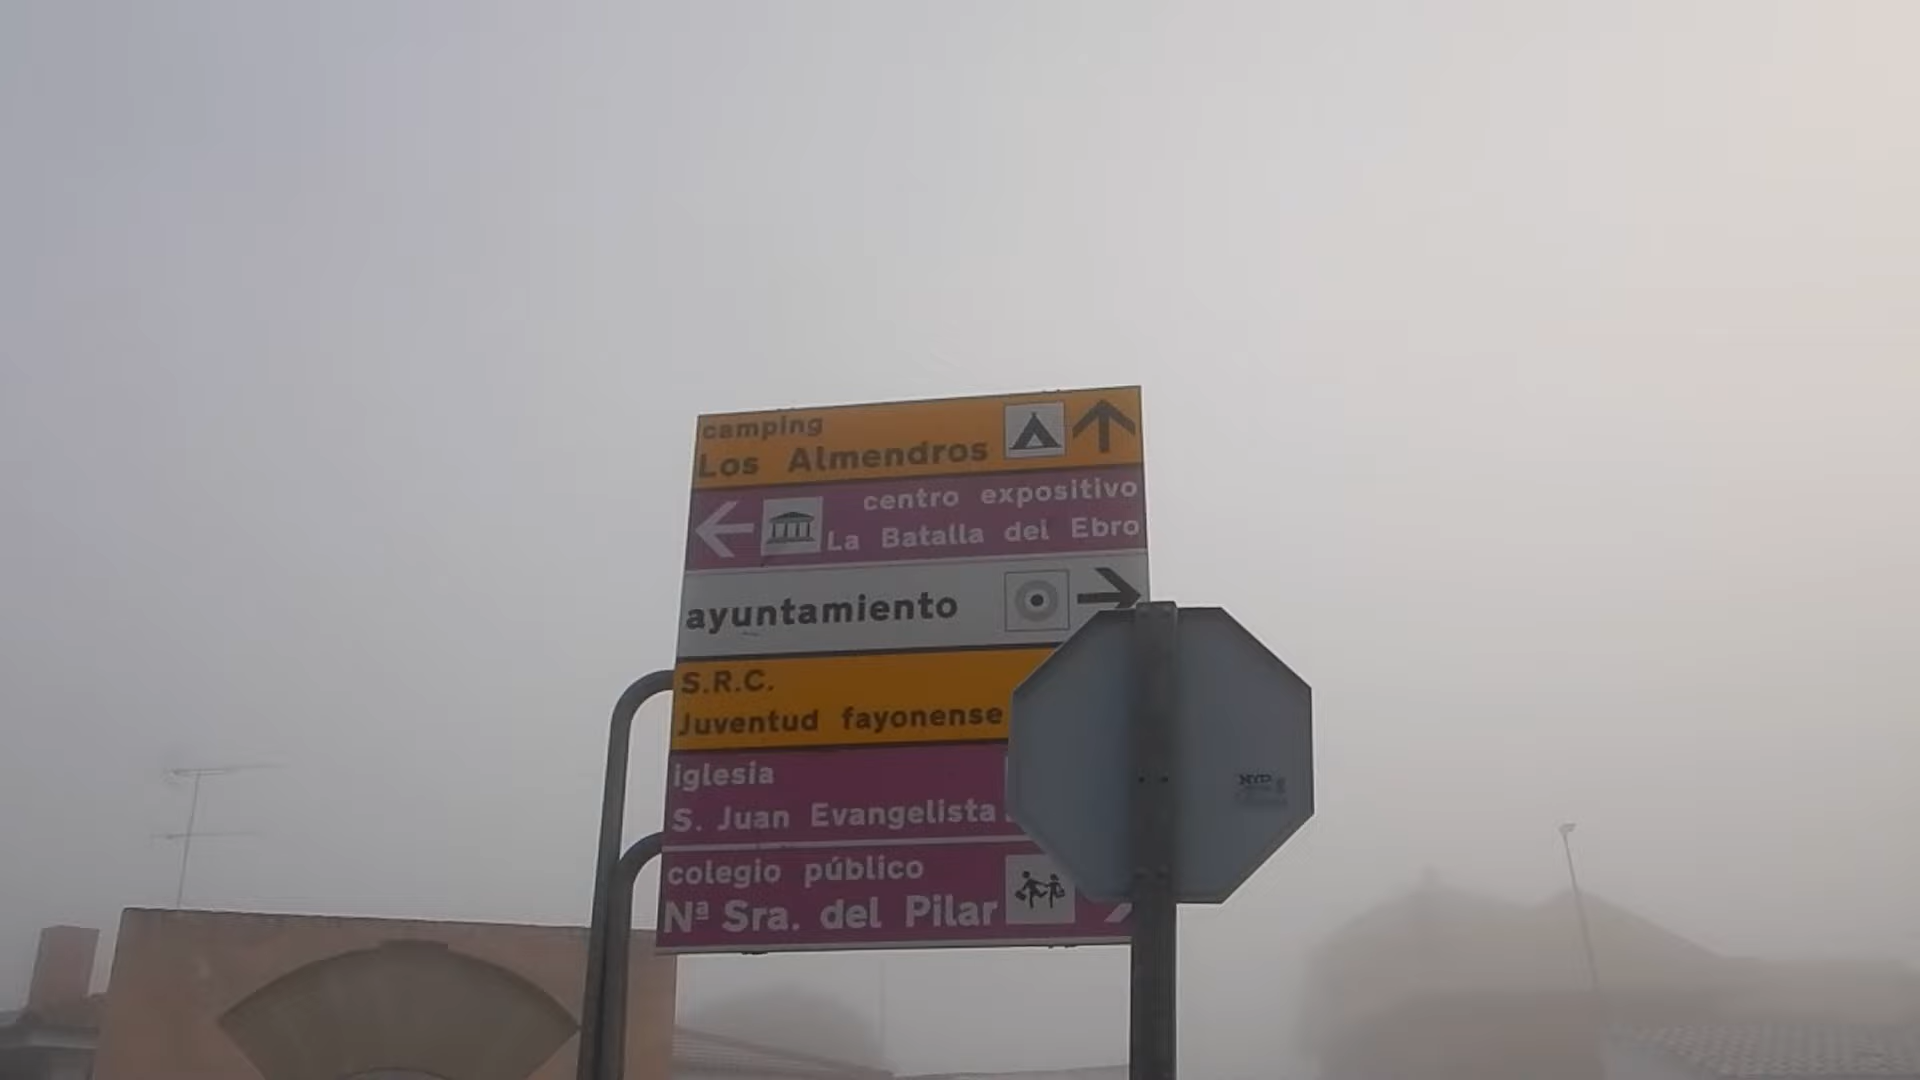 camping
Los Almendros
centro expositivo
La Batalla del Ebro
ayuntamiento
S.R.C.
Juventud fayonense
iglesia
S. Juan Evangelista
colegio público
Nª Sra. del Pilar